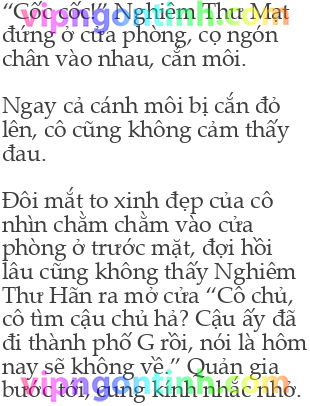 “Cốc cốc!” Nghiêm Thư Mạt
đứng ở cửa phòng, cọ ngón
chân vào nhau, cắn môi.
Ngay cả cánh môi bị cắn đỏ
lên, cô cũng không cảm thấy
đau.
Đôi mắt to xinh đẹp của cô
nhìn chằm chằm vào cửa
phòng ở trước mặt, đợi hồi
lâu cũng không thấy Nghiêm
Thư Hãn ra mở cửa “Cô chủ,
cô tìm cậu chủ hả? Cậu ấy đã
đi thành phố G rồi, nói là hôm
nay sẽ không về.” Quản gia
bước tới, cung kính nhắc nhở.
vipngontinh.com
vipngontinh.com